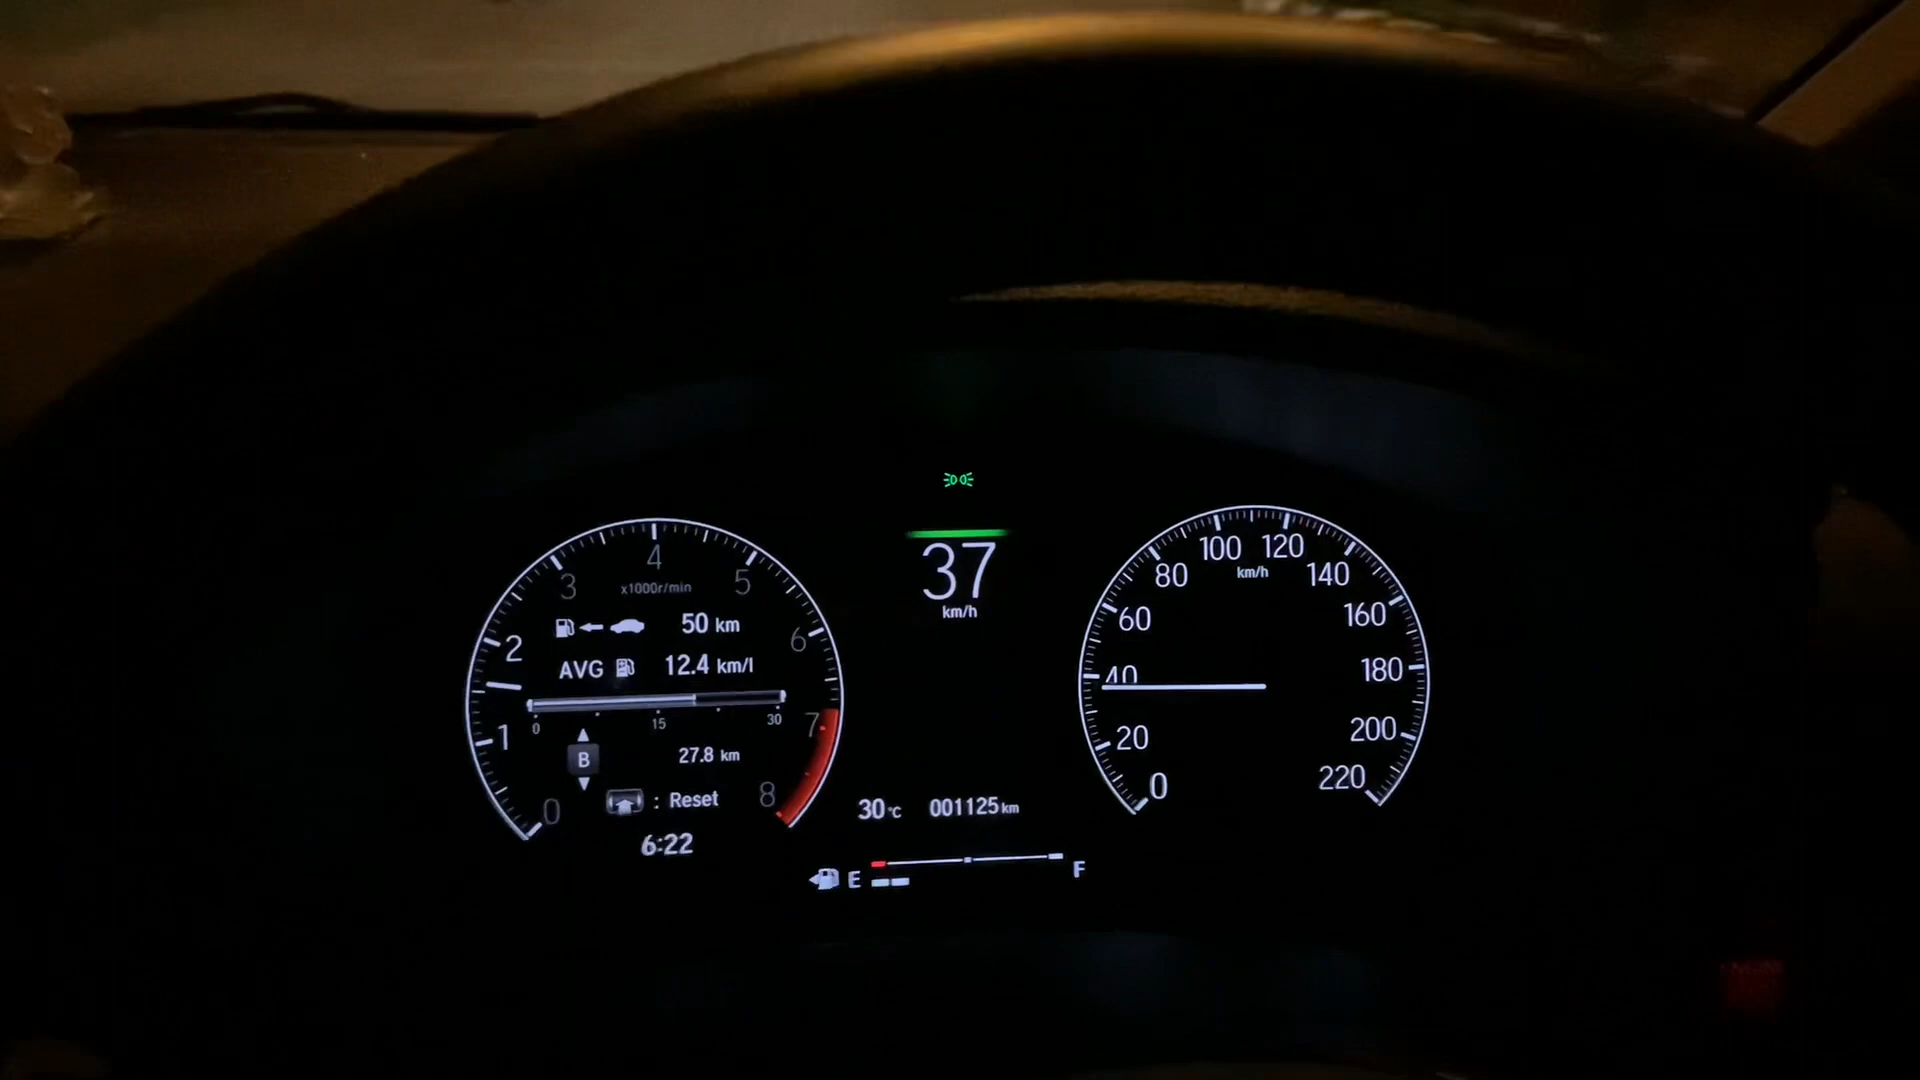 4
3
5
x1000r/min
50 km
6
2
AVG 12.4 km/l
0 15 30
7
1
B
27.8 km
: Reset
8
0
6:22
37
km/h
30°C 001125 km
E F
100 120
km/h
80 140
60 160
40 180
20 200
0 220